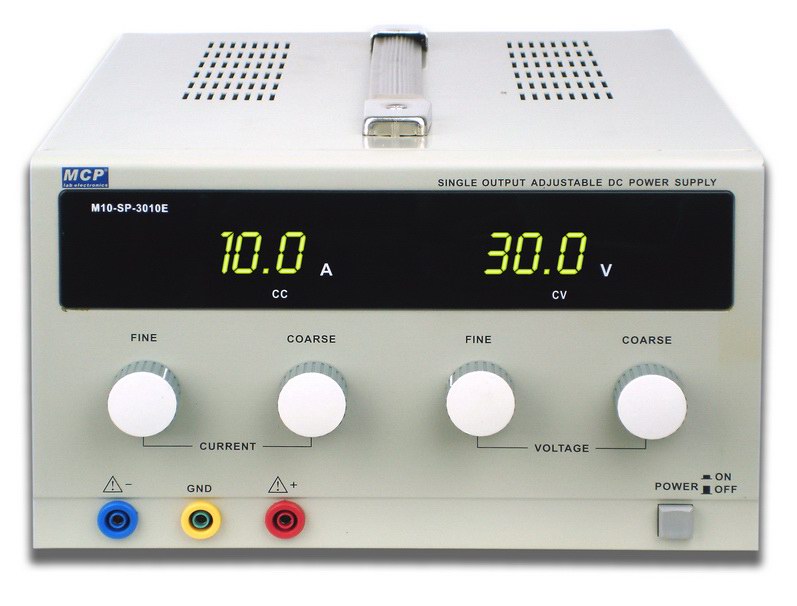 MCP
lab electronics
SINGLE OUTPUT ADJUSTABLE DC POWER SUPPLY
M10-SP-3010E
10.0 A
30.0 V
CC
CV
FINE
COARSE
FINE
COARSE
CURRENT
VOLTAGE
-
GND
+
POWER
ON
OFF